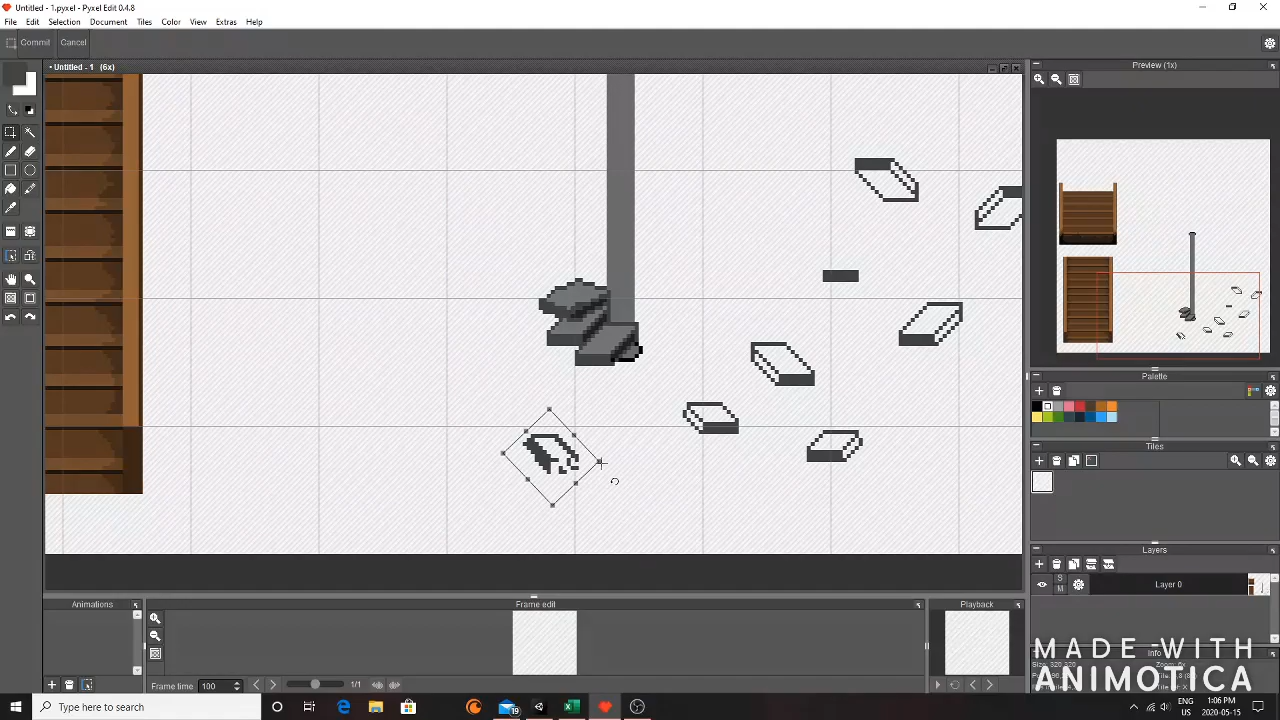 Untitled - 1.pyxel - Pyxel Edit 0.4.8
File Edit Selection Document Tiles Color View Extras Help
Commit Cancel
• Untitled - 1 (6x)
Preview (1x)
Palette
Tiles
Layers
S
M
Layer 0
Animations
Frame edit
Playback
Frame time 100
1/1
Info
MADE WITH
ANIMOTICA
Type here to search
19
ENG
US
1:06 PM
2020-05-15